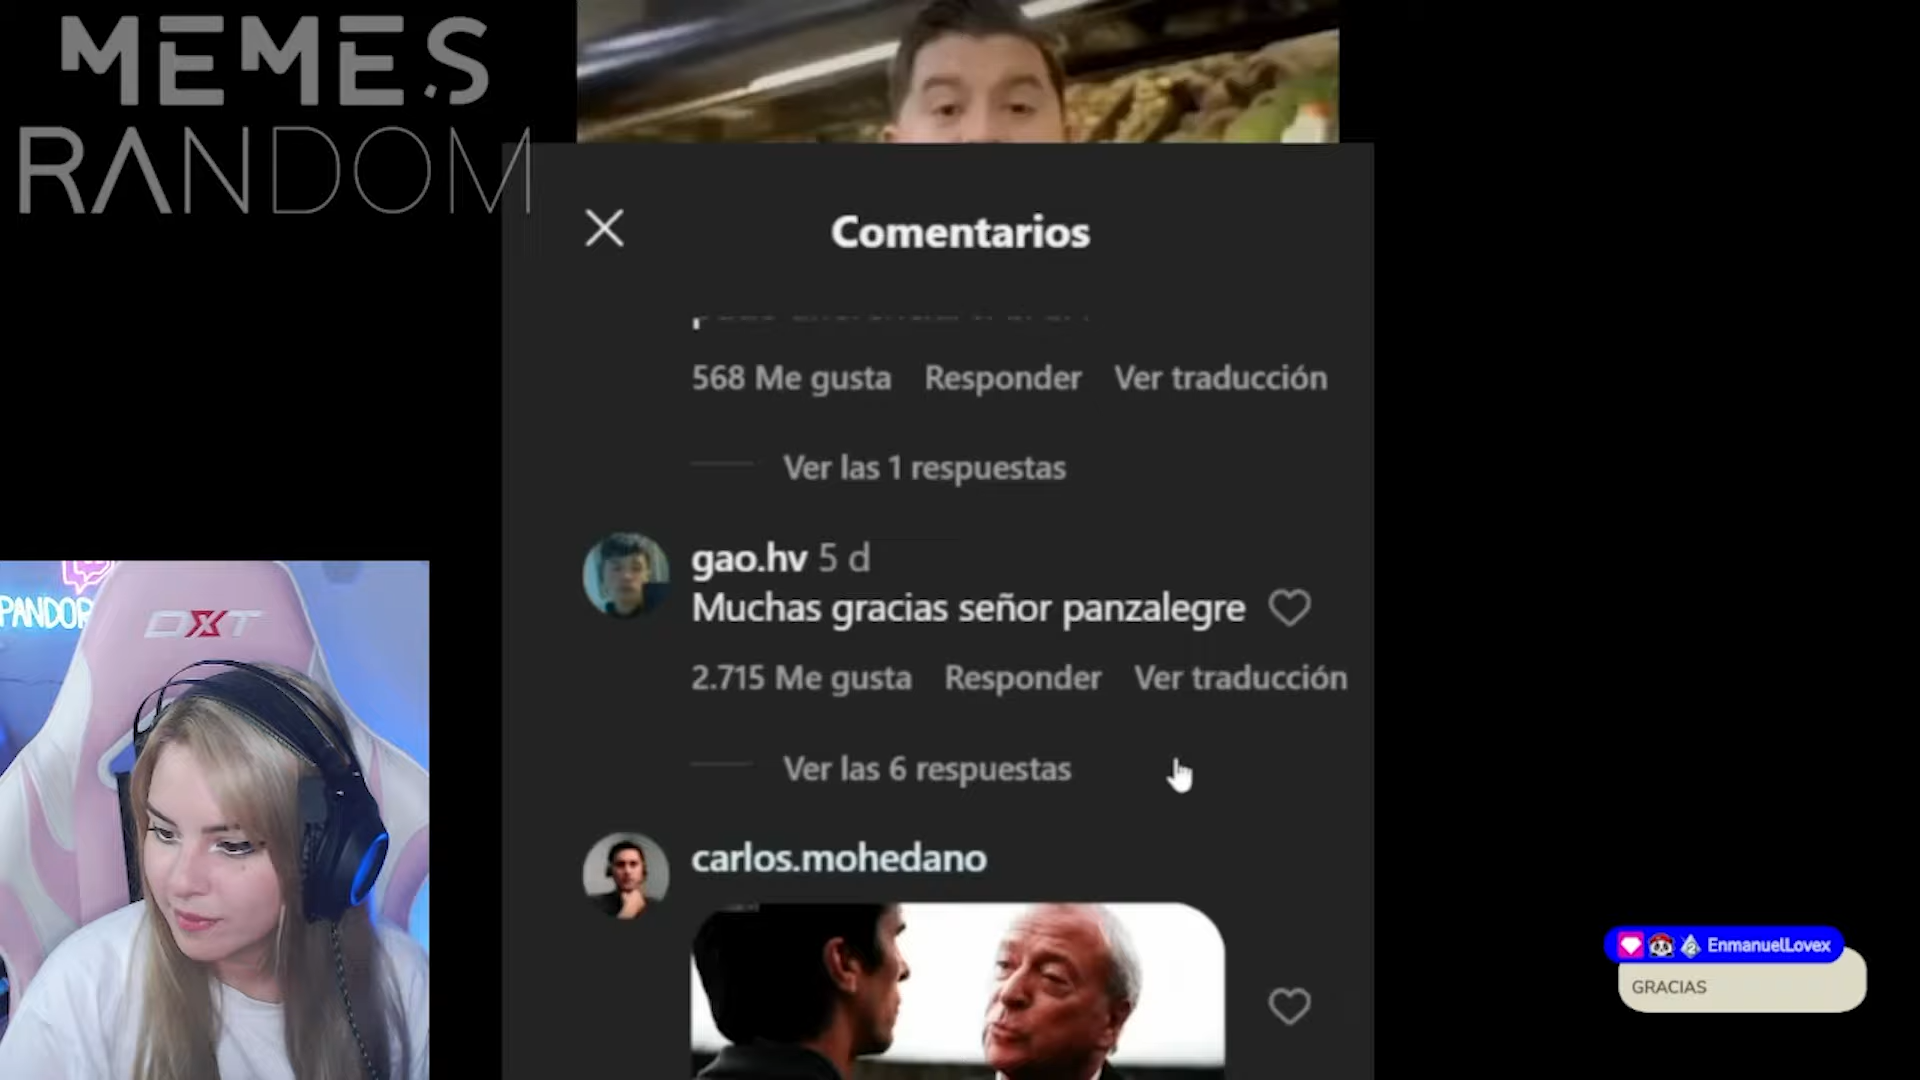 MEMES
RANDOM
Comentarios
568 Me gusta Responder Ver traducción
Ver las 1 respuestas
gao.hv 5 d
Muchas gracias señor panzalegre
2.715 Me gusta Responder Ver traducción
Ver las 6 respuestas
carlos.mohedano
DXT
2 EnmanuelLovex
GRACIAS